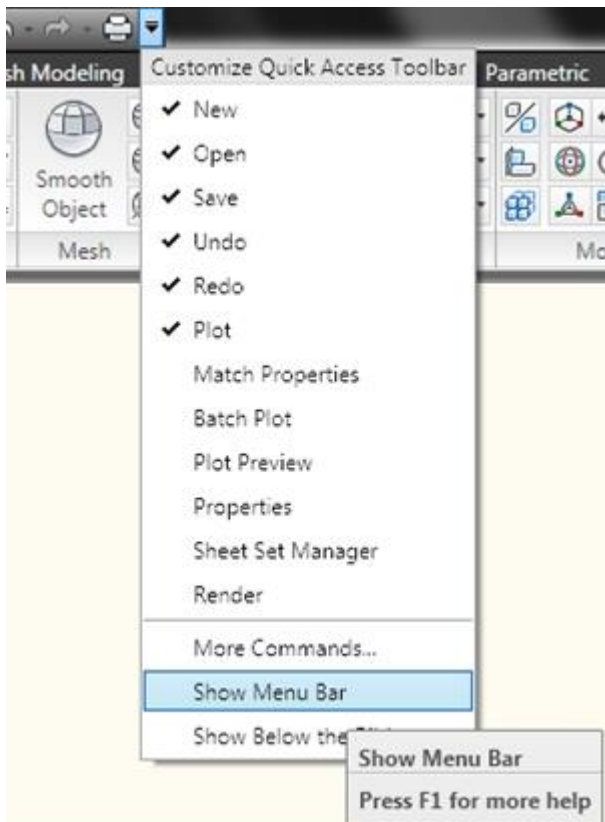 sh Modeling
Customize Quick Access Toolbar
Parametric
New
Open
Save
Undo
Redo
Plot
Match Properties
Batch Plot
Plot Preview
Properties
Sheet Set Manager
Render
More Commands...
Show Menu Bar
Show Below the
Smooth
Object
Mesh
Mo
Show Menu Bar
Press F1 for more help